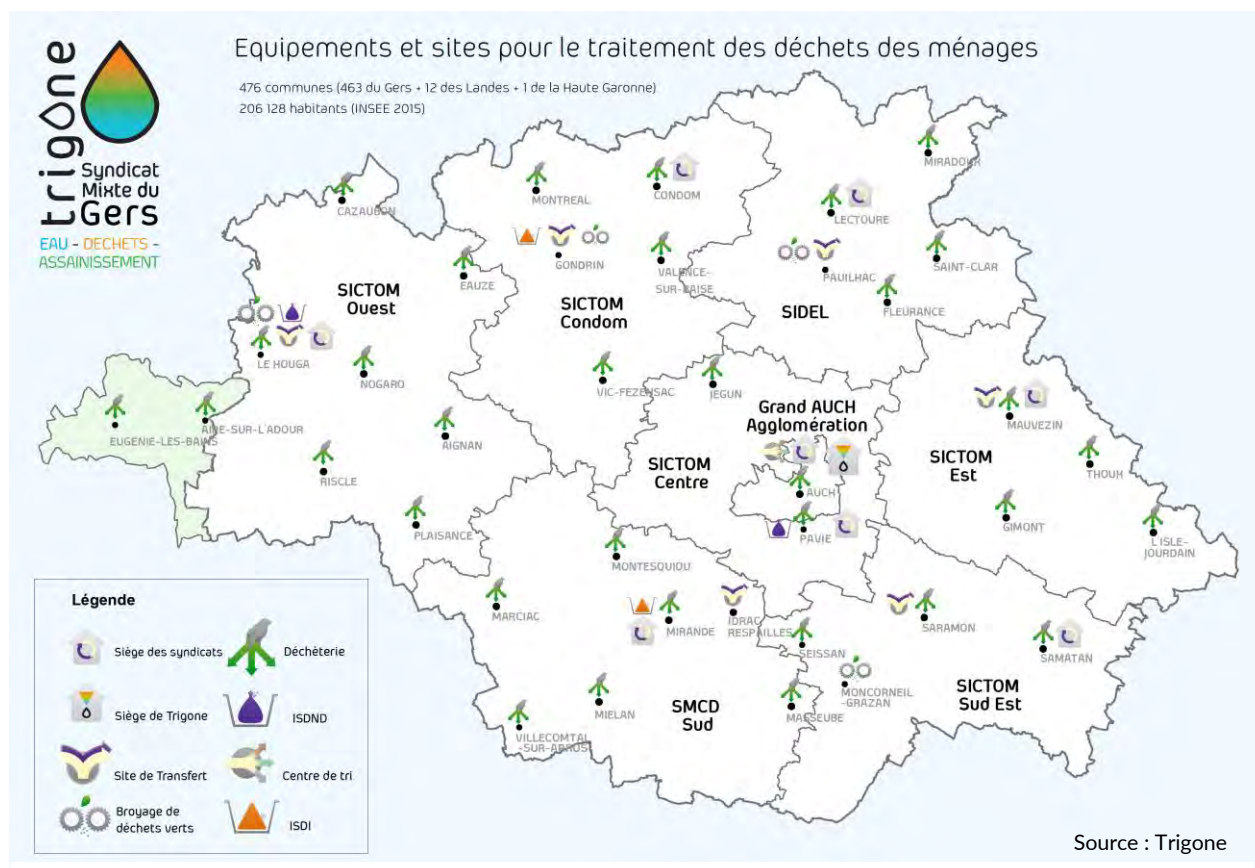 trigone
Syndicat
Mixte du
Gers
EAU - DECHETS -
ASSAINISSEMENT
Equipements et sites pour le traitement des déchets des ménages
476 communes (463 du Gers + 12 des Landes + 1 de la Haute Garonne)
206 128 habitants (INSEE 2015)
MIRADOUX
CAZAUBON
MONTREAL
CONDOM
LECTOURE
GONDRIN
VALENCE-
SUR-BAISE
PAUILHAC
SAINT-CLAR
EAUZE
FLEURANCE
SICTOM
Ouest
SICTOM
Condom
SIDEL
LE HOUGA
NOGARO
VIC-FEZENSAC
JEGUN
Grand AUCH
Agglomération
MAUVEZIN
EUGENIE-LES-BAINS
AIRE-SUR-L'ADOUR
AIGNAN
RISCLE
SICTOM
Centre
AUCH
SICTOM
Est
THOUX
GIMONT
PLAISANCE
PAVIE
L'ISLE-
JOURDAIN
MONTESQUIOU
MARCIAC
MIRANDE
IDRAC
RESPAILLES
SARAMON
SEISSAN
SAMATAN
MONCORNEIL
-GRAZAN
SICTOM
Sud Est
MIELAN
SMCD
Sud
MASSEUBE
VILLECOMTAL
-SUR-ARROS
Légende
Siège des syndicats
Déchèterie
Siège de Trigone
ISDND
Site de Transfert
Centre de tri
Broyage de
déchets verts
ISDI
Source : Trigone